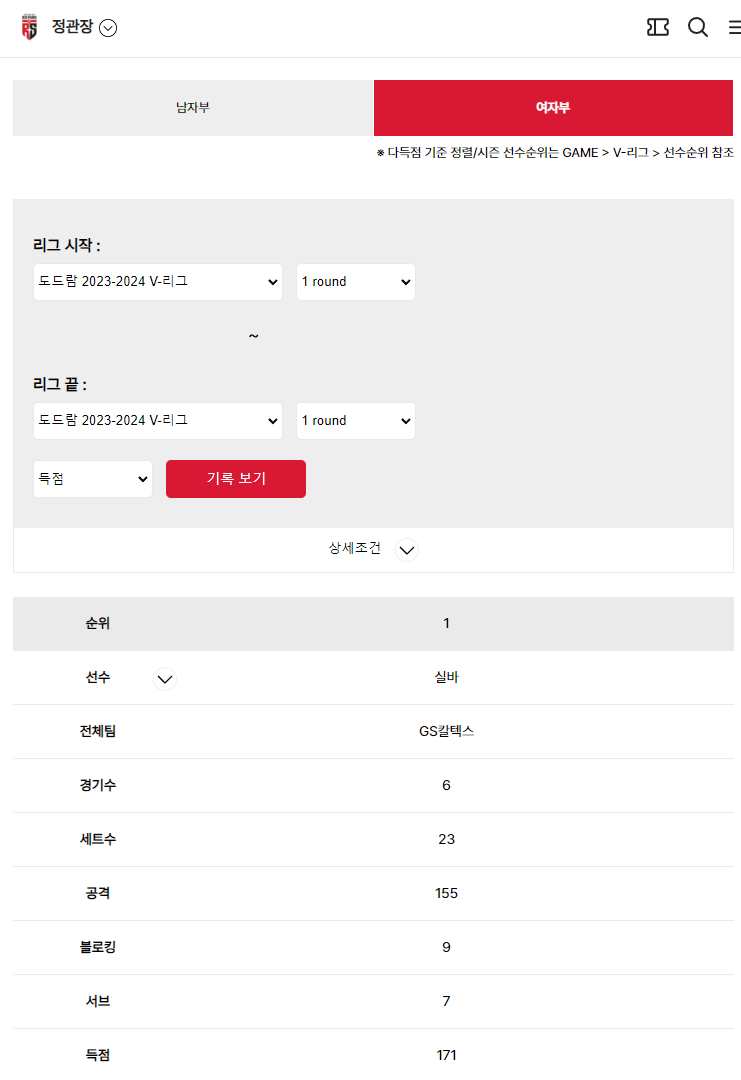 정관장
남자부 여자부
※ 다득점 기준 정렬/시즌 선수순위는 GAME > V-리그 > 선수순위 참조
리그 시작 :
도드람 2023-2024 V-리그 1 round
~
리그 끝 :
도드람 2023-2024 V-리그 1 round
득점 기록 보기
상세조건
순위 1
선수 실바
전체팀 GS칼텍스
경기수 6
세트수 23
공격 155
블로킹 9
서브 7
득점 171